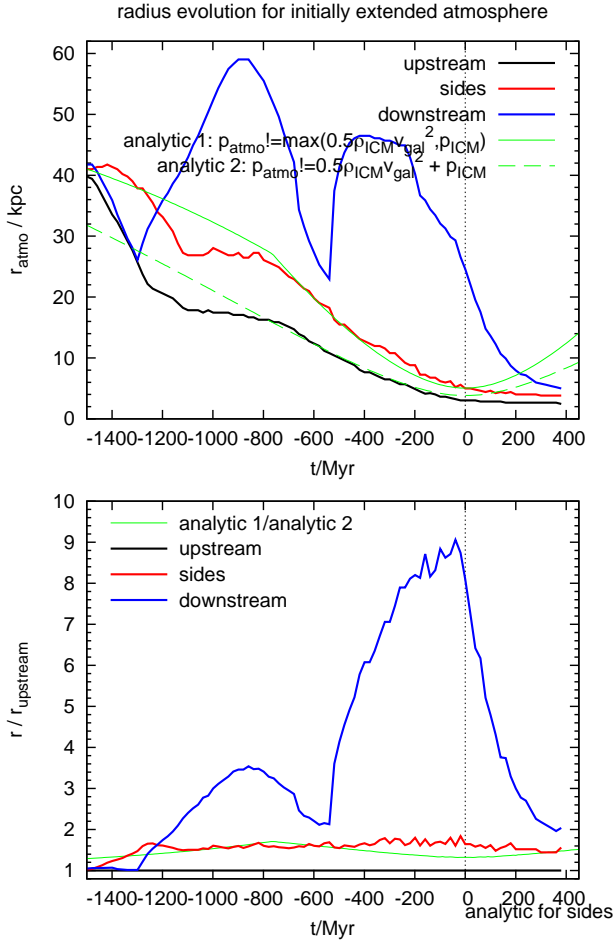 radius evolution for initially extended atmosphere
r_atmo / kpc
60
50
40
30
20
10
0
upstream
sides
downstream
analytic 1: p_atmo!=max(0.5ρ_ICM v_gal^2,p_ICM)
analytic 2: p_atmo!=0.5ρ_ICM v_gal^2 + p_ICM
-1400 -1200 -1000 -800 -600 -400 -200 0 200 400
t/Myr
r / r_upstream
10
9
8
7
6
5
4
3
2
1
analytic 1/analytic 2
upstream
sides
downstream
-1400 -1200 -1000 -800 -600 -400 -200 0 200 400
analytic for sides
t/Myr